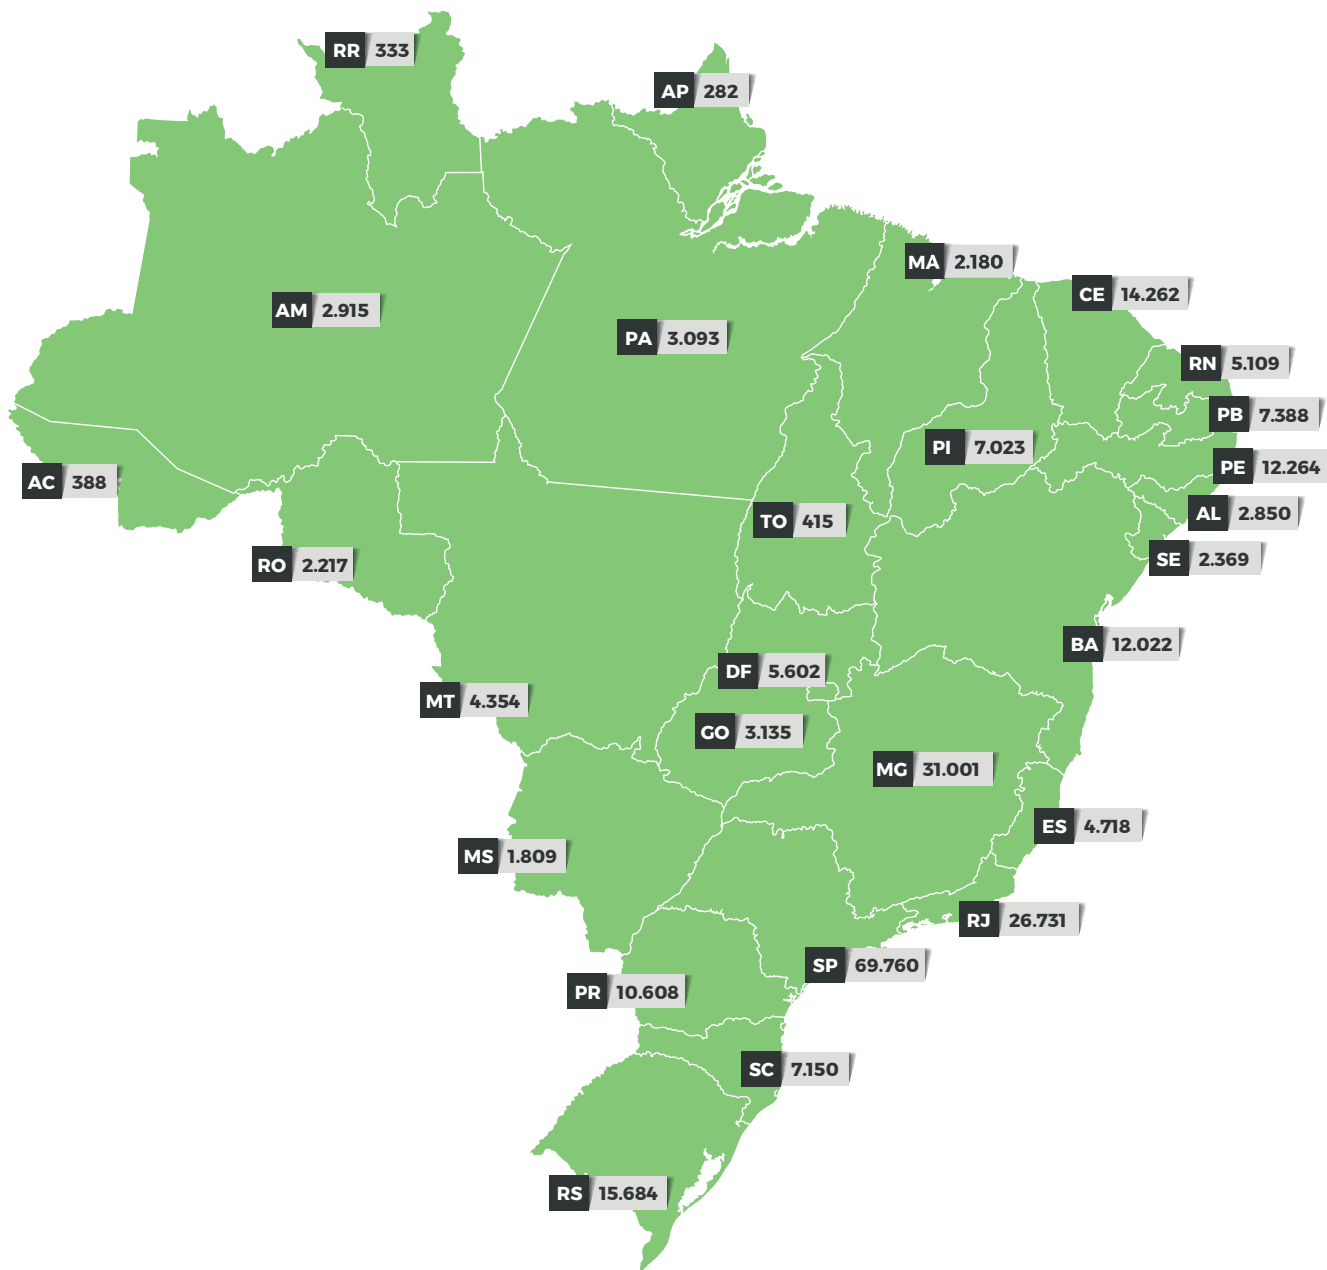 RR 333
AP 282
MA 2.180
CE 14.262
AM 2.915
PA 3.093
RN 5.109
PB 7.388
PI 7.023
PE 12.264
AC 388
AL 2.850
TO 415
SE 2.369
RO 2.217
BA 12.022
DF 5.602
MT 4.354
GO 3.135
MG 31.001
ES 4.718
MS 1.809
RJ 26.731
SP 69.760
PR 10.608
SC 7.150
RS 15.684